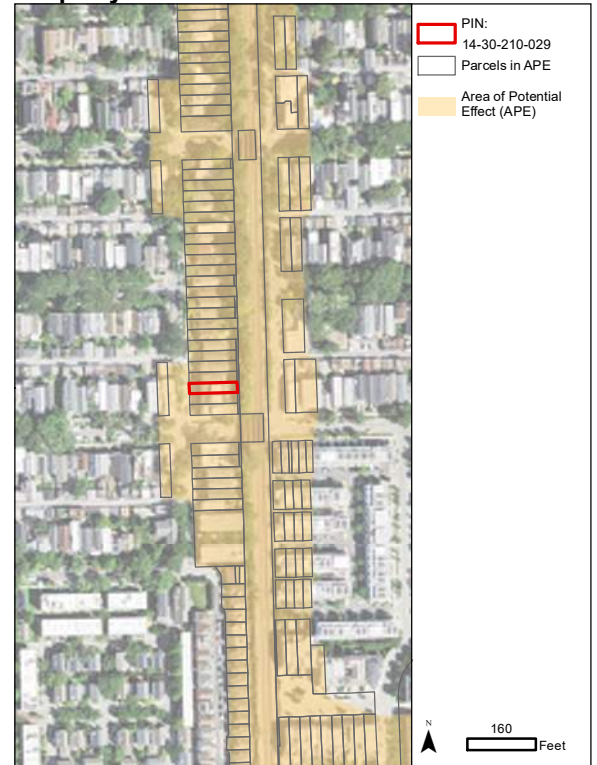 PIN:
14-30-210-029
Parcels in APE
Area of Potential
Effect (APE)
N
160
Feet